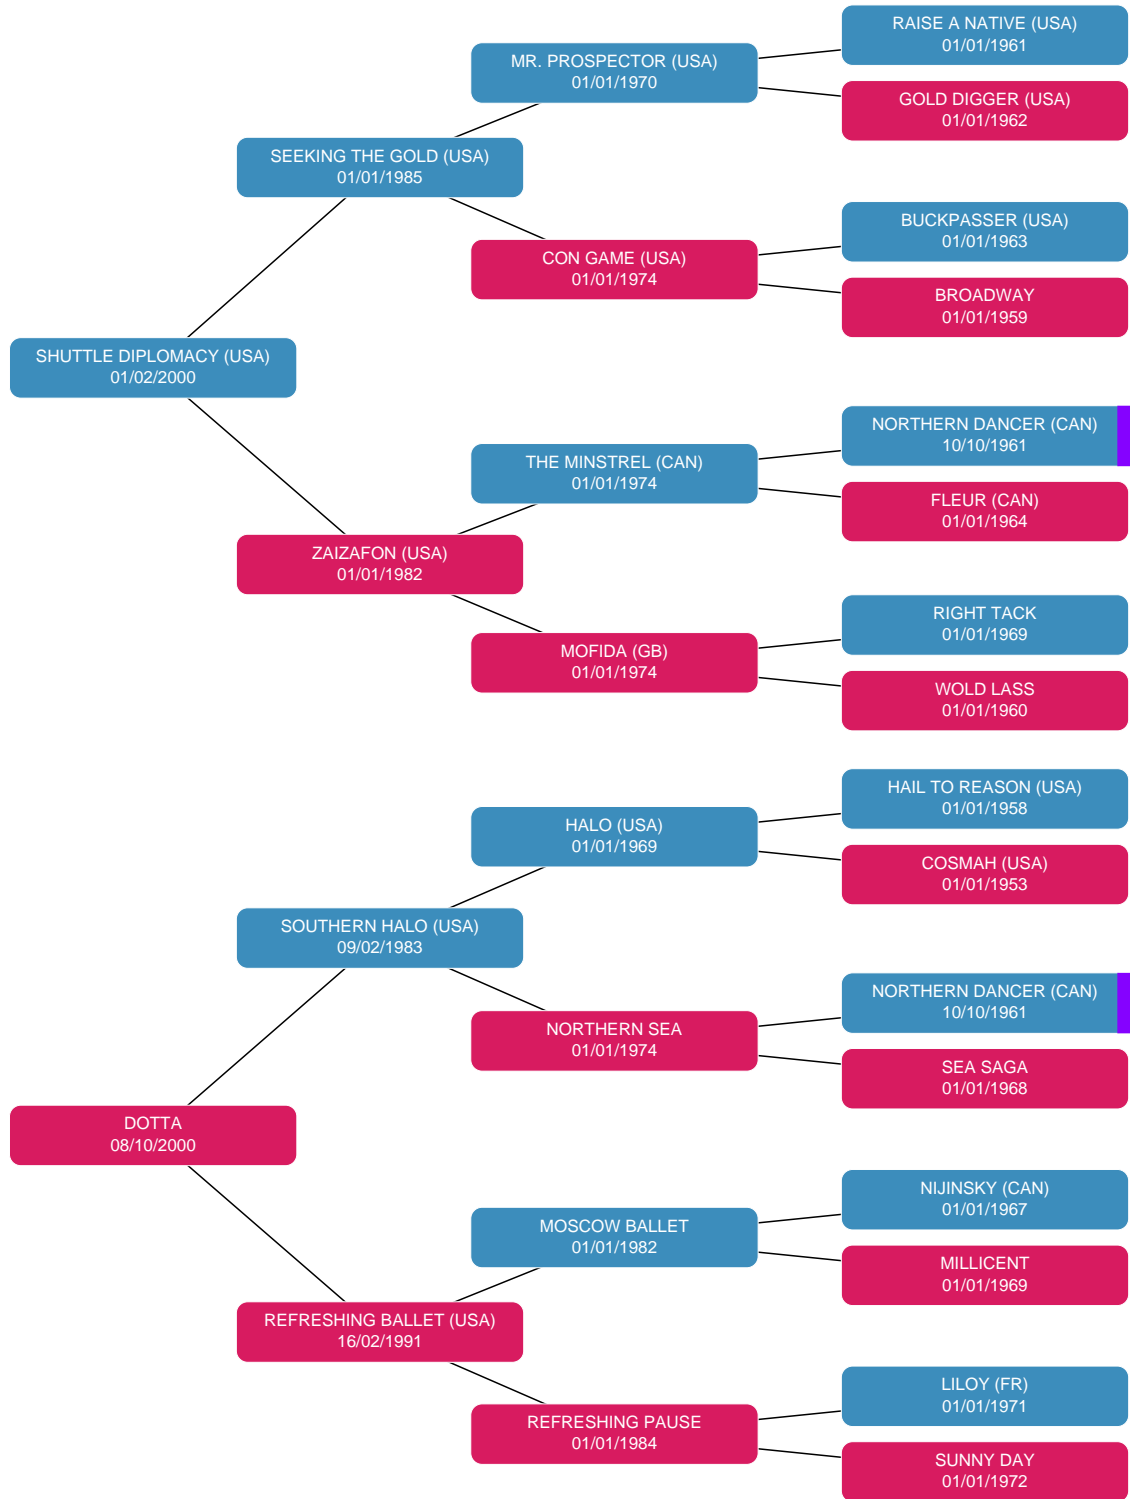 RAISE A NATIVE (USA)
01/01/1961
MR. PROSPECTOR (USA)
01/01/1970
GOLD DIGGER (USA)
01/01/1962
SEEKING THE GOLD (USA)
01/01/1985
BUCKPASSER (USA)
01/01/1963
CON GAME (USA)
01/01/1974
BROADWAY
01/01/1959
SHUTTLE DIPLOMACY (USA)
01/02/2000
NORTHERN DANCER (CAN)
10/10/1961
THE MINSTREL (CAN)
01/01/1974
FLEUR (CAN)
01/01/1964
ZAIZAFON (USA)
01/01/1982
RIGHT TACK
01/01/1969
MOFIDA (GB)
01/01/1974
WOLD LASS
01/01/1960
HAIL TO REASON (USA)
01/01/1958
HALO (USA)
01/01/1969
COSMAH (USA)
01/01/1953
SOUTHERN HALO (USA)
09/02/1983
NORTHERN DANCER (CAN)
10/10/1961
NORTHERN SEA
01/01/1974
SEA SAGA
01/01/1968
DOTTA
08/10/2000
NIJINSKY (CAN)
01/01/1967
MOSCOW BALLET
01/01/1982
MILLICENT
01/01/1969
REFRESHING BALLET (USA)
16/02/1991
LILOY (FR)
01/01/1971
REFRESHING PAUSE
01/01/1984
SUNNY DAY
01/01/1972